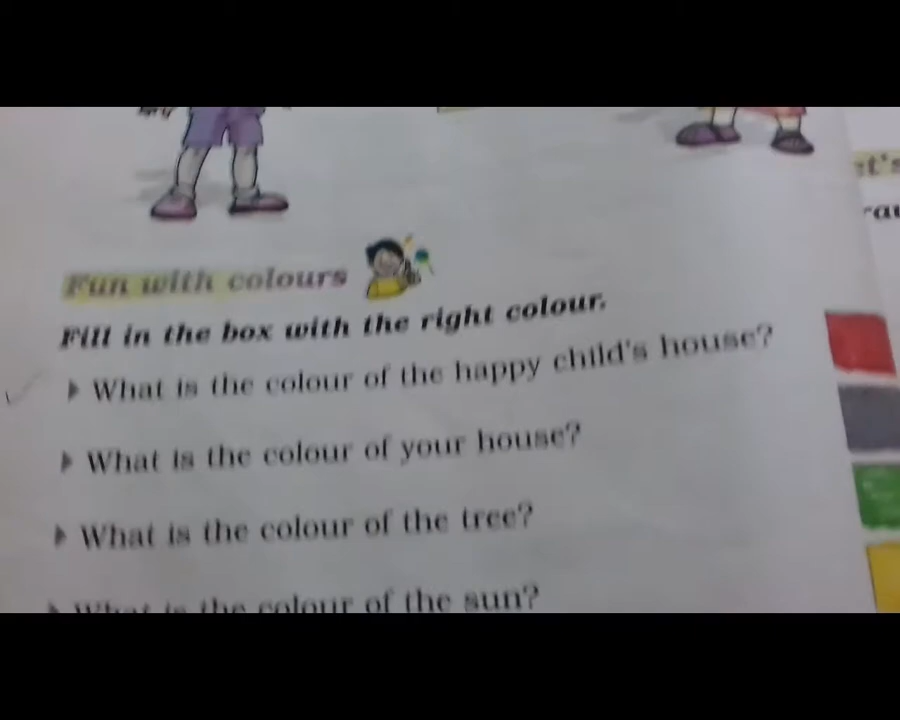 Fun with colours
Fill in the box with the right colour.
What is the colour of the happy child's house?
What is the colour of your house?
What is the colour of the tree?
What is the colour of the sun?